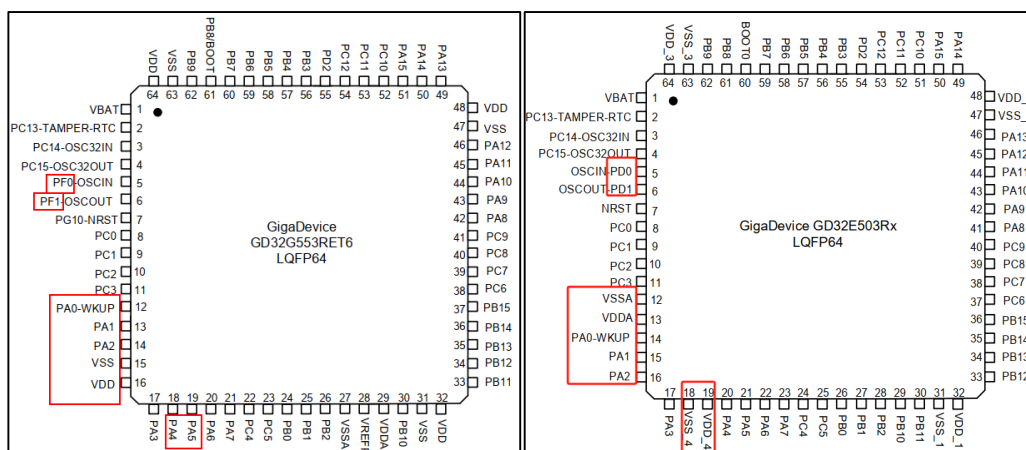 VDD VSS PB9 PB8/BOOT PB7 PB6 PB5 PB4 PB3 PD2 PC12 PC11 PC10 PA15 PA14 PA13
64 63 62 61 60 59 58 57 56 55 54 53 52 51 50 49
VBAT 1
PC13-TAMPER-RTC 2
PC14-OSC32IN 3
PC15-OSC32OUT 4
PF0-OSCIN 5
PF1-OSCOUT 6
PG10-NRST 7
PC0 8
PC1 9
PC2 10
PC3 11
PA0-WKUP 12
PA1 13
PA2 14
VSS 15
VDD 16
GigaDevice
GD32G553RET6
LQFP64
48 VDD
47 VSS
46 PA12
45 PA11
44 PA10
43 PA9
42 PA8
41 PC9
40 PC8
39 PC7
38 PC6
37 PB15
36 PB14
35 PB13
34 PB12
33 PB11
17 18 19 20 21 22 23 24 25 26 27 28 29 30 31 32
PA3 PA4 PA5 PA6 PA7 PC4 PC5 PB0 PB1 PB2 VSSA VREFP VDDA PB10 VSS VDD
VDD_3 VSS_3 PB9 PB8 BOOT0 PB7 PB6 PB5 PB4 PB3 PD2 PC12 PC11 PC10 PA15 PA14
64 63 62 61 60 59 58 57 56 55 54 53 52 51 50 49
VBAT 1
PC13-TAMPER-RTC 2
PC14-OSC32IN 3
PC15-OSC32OUT 4
OSCIN-PD0 5
OSCOUT-PD1 6
NRST 7
PC0 8
PC1 9
PC2 10
PC3 11
VSSA 12
VDDA 13
PA0-WKUP 14
PA1 15
PA2 16
GigaDevice GD32E503Rx
LQFP64
48 VDD_
47 VSS_
46 PA13
45 PA12
44 PA11
43 PA10
42 PA9
41 PA8
40 PC9
39 PC8
38 PC7
37 PC6
36 PB15
35 PB14
34 PB13
33 PB12
17 18 19 20 21 22 23 24 25 26 27 28 29 30 31 32
PA3 VSS_4 VDD_4 PA4 PA5 PA6 PA7 PC4 PC5 PB0 PB1 PB2 PB10 PB11 VSS_1 VDD_1